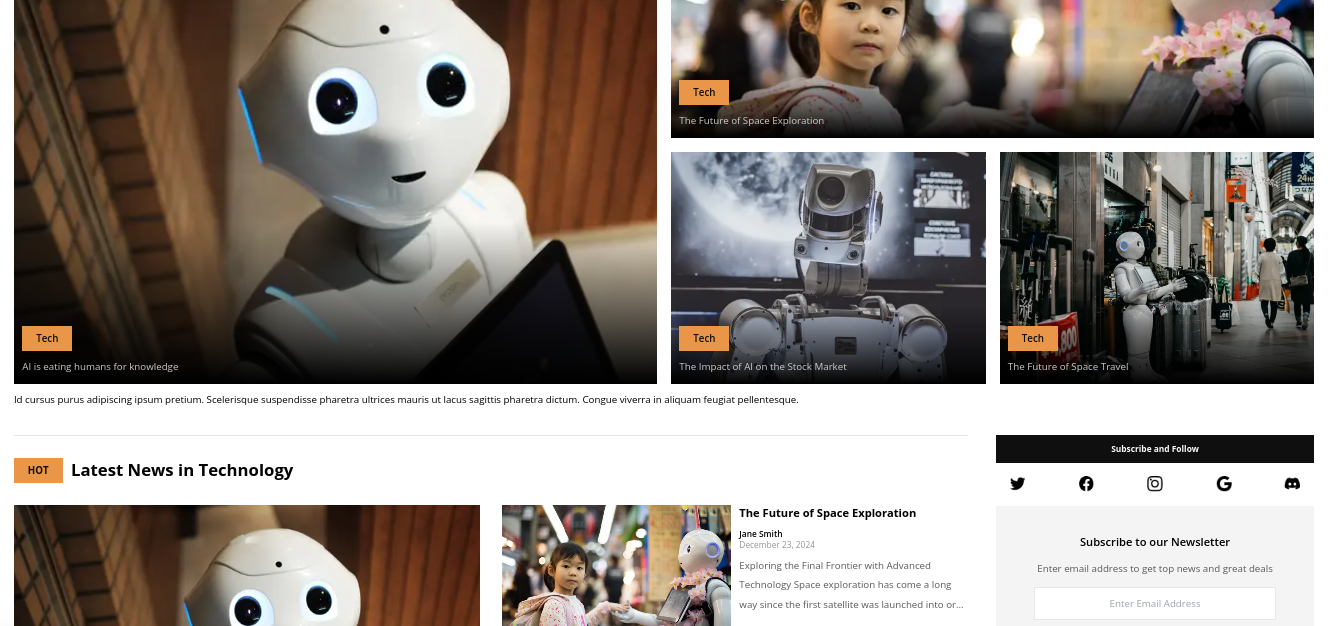 Tech
The Future of Space Exploration
Tech
AI is eating humans for knowledge
Tech
The Impact of AI on the Stock Market
Tech
The Future of Space Travel
Id cursus purus adipiscing ipsum pretium. Scelerisque suspendisse pharetra ultrices mauris ut lacus sagittis pharetra dictum. Congue viverra in aliquam feugiat pellentesque.
HOT
Latest News in Technology
The Future of Space Exploration
Jane Smith
December 23, 2024
Exploring the Final Frontier with Advanced
Technology Space exploration has come a long
way since the first satellite was launched into or...
Subscribe and Follow
Subscribe to our Newsletter
Enter email address to get top news and great deals
Enter Email Address